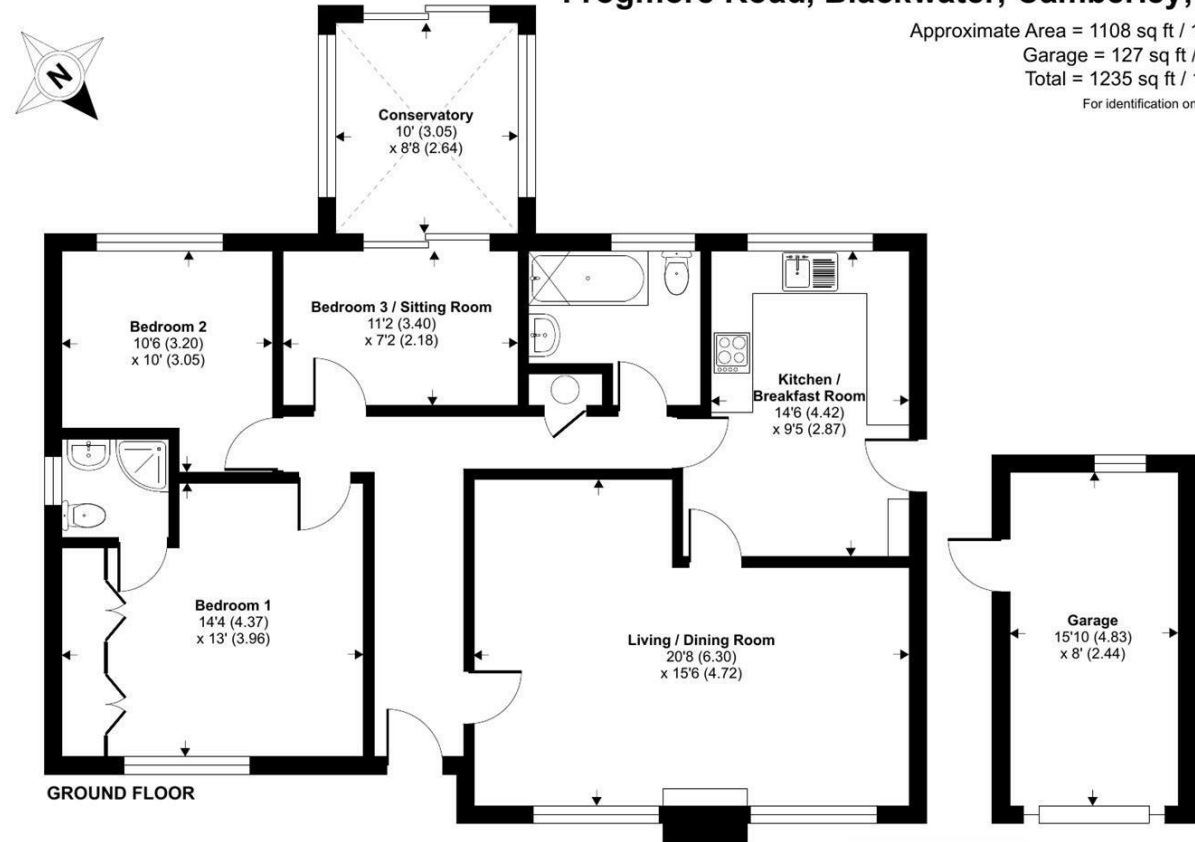 Frogmore Road, Blackwater, Camberley,
Approximate Area = 1108 sq ft /
Garage = 127 sq ft /
Total = 1235 sq ft /
For identification
N
Conservatory
10' (3.05)
x 8'8 (2.64)
Bedroom 2
10'6 (3.20)
x 10' (3.05)
Bedroom 3 / Sitting Room
11'2 (3.40)
x 7'2 (2.18)
Kitchen /
Breakfast Room
14'6 (4.42)
x 9'5 (2.87)
Bedroom 1
14'4 (4.37)
x 13' (3.96)
Living / Dining Room
20'8 (6.30)
x 15'6 (4.72)
Garage
15'10 (4.83)
x 8' (2.44)
GROUND FLOOR